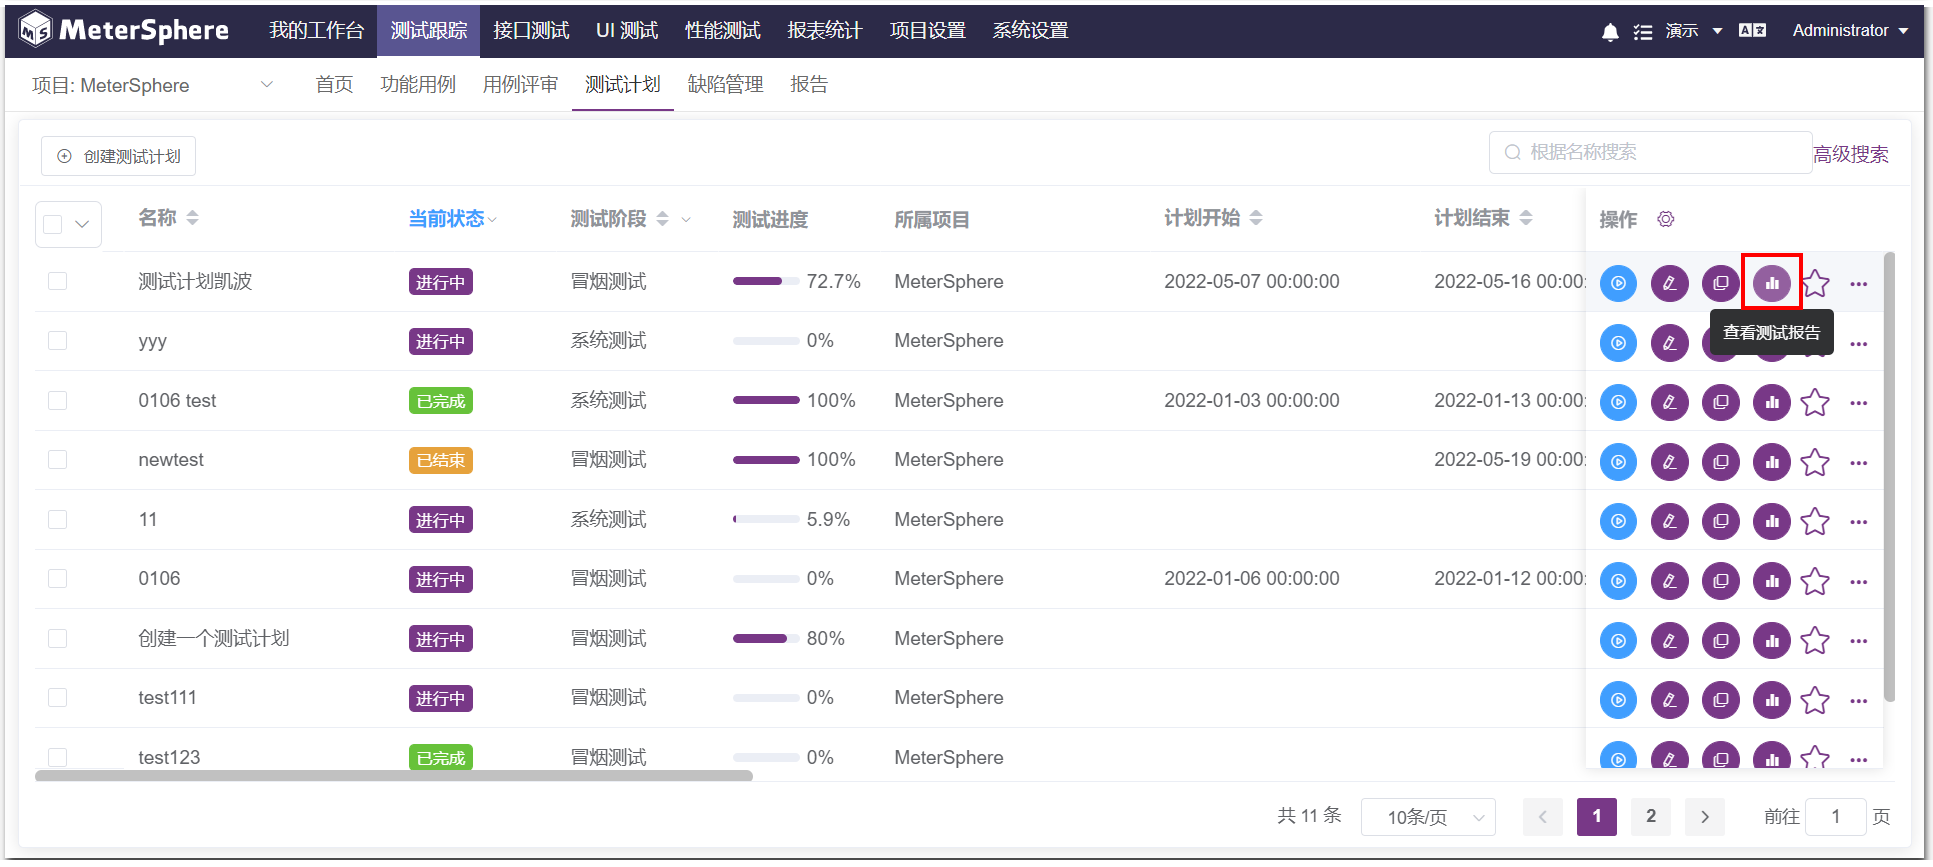 MeterSphere 我的工作台 测试跟踪 接口测试 UI 测试 性能测试 报表统计 项目设置 系统设置 演示 Administrator
项目: MeterSphere 首页 功能用例 用例评审 测试计划 缺陷管理 报告
创建测试计划 根据名称搜索 高级搜索
名称 当前状态 测试阶段 测试进度 所属项目 计划开始 计划结束 操作
测试计划凯波 进行中 冒烟测试 72.7% MeterSphere 2022-05-07 00:00:00 2022-05-16 00:00:
查看测试报告
yyy 进行中 系统测试 0% MeterSphere
0106 test 已完成 系统测试 100% MeterSphere 2022-01-03 00:00:00 2022-01-13 00:00:
newtest 已结束 冒烟测试 100% MeterSphere 2022-05-19 00:00:
11 进行中 系统测试 5.9% MeterSphere
0106 进行中 冒烟测试 0% MeterSphere 2022-01-06 00:00:00 2022-01-12 00:00:
创建一个测试计划 进行中 冒烟测试 80% MeterSphere
test111 进行中 冒烟测试 0% MeterSphere
test123 已完成 冒烟测试 0% MeterSphere
共 11 条 10条/页 1 2 前往 1 页